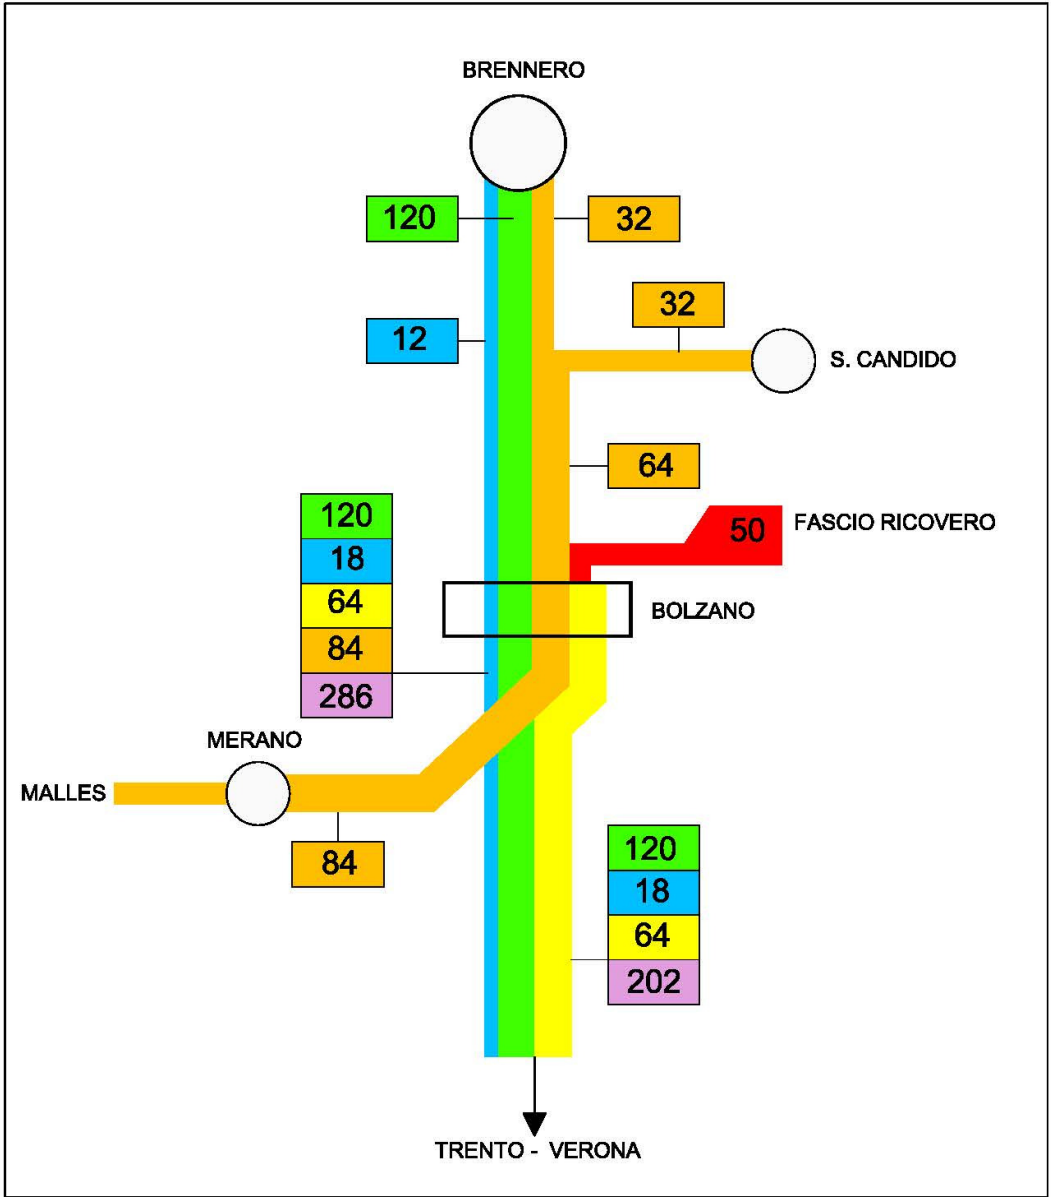 BRENNERO
120
32
32
12
S. CANDIDO
64
120
18
64
84
286
50
FASCIO RICOVERO
BOLZANO
MERANO
MALLES
84
120
18
64
202
TRENTO - VERONA